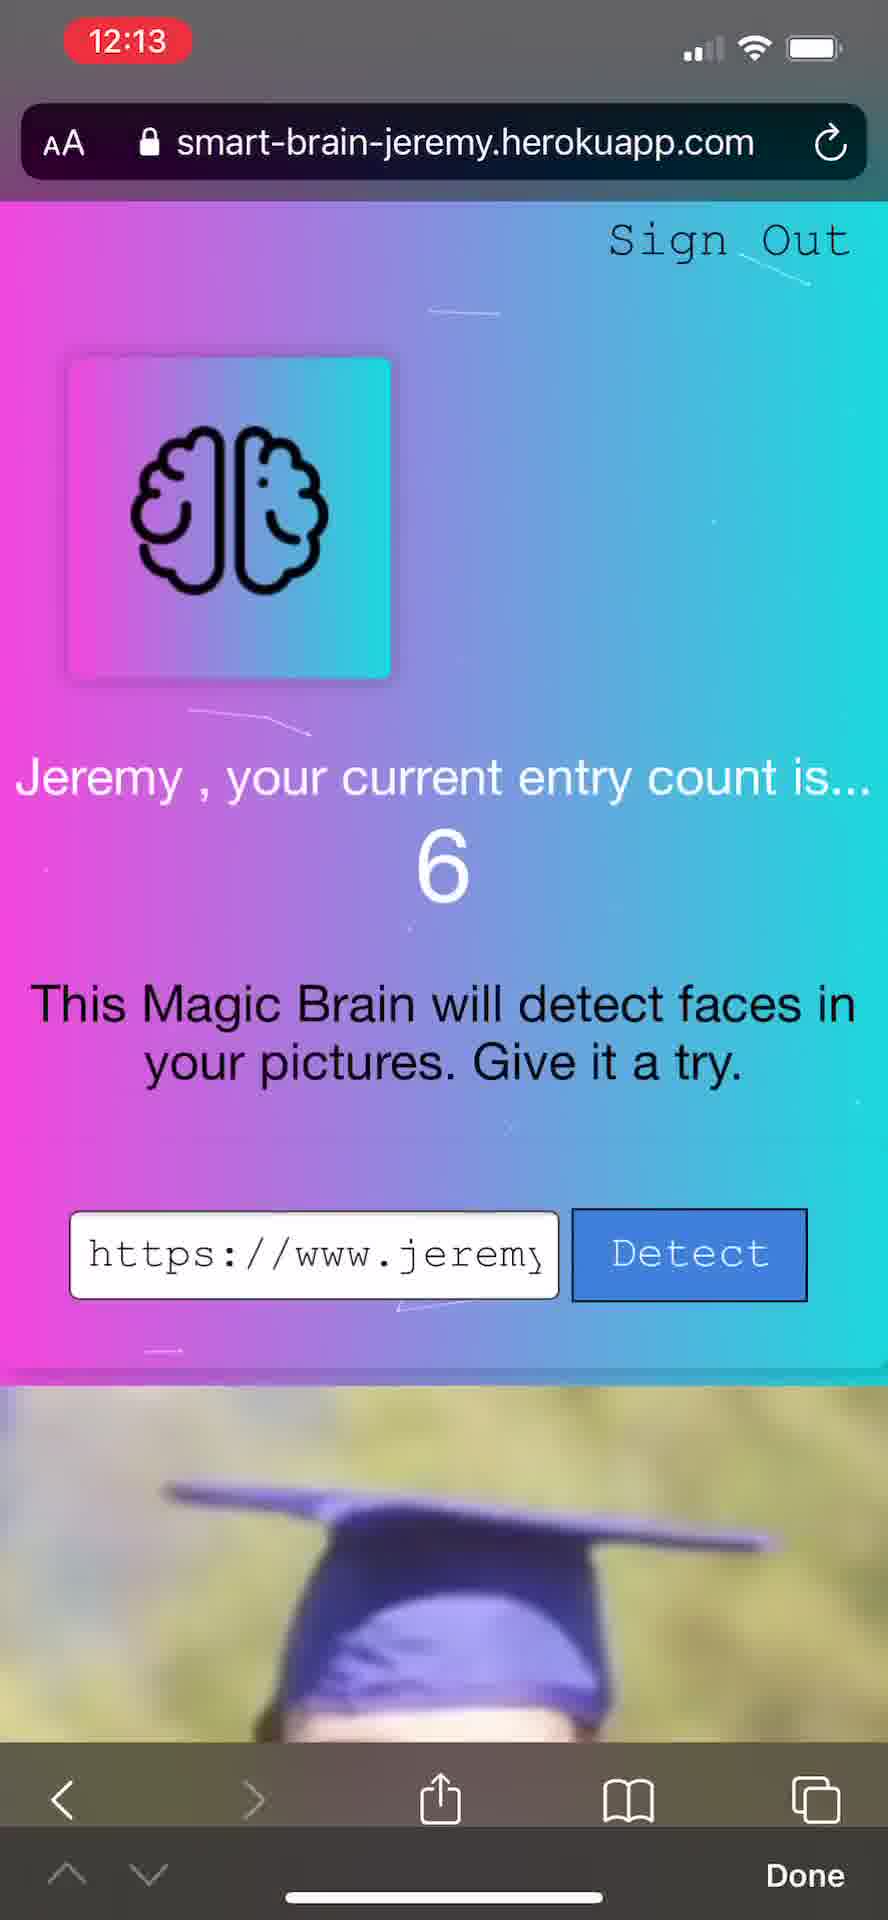 12:13
AA smart-brain-jeremy.herokuapp.com
Sign Out
Jeremy , your current entry count is...
6
This Magic Brain will detect faces in
your pictures. Give it a try.
https://www.jeremy
Detect
Done